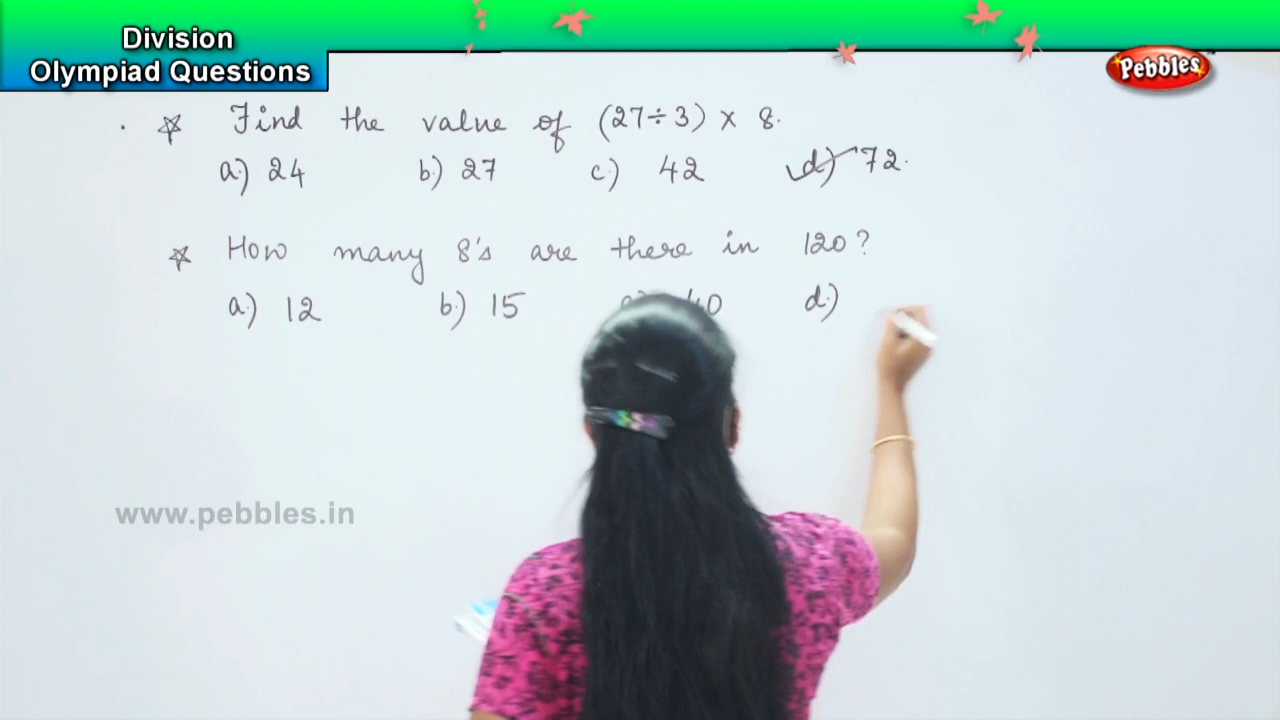 Division
Olympiad Questions
Pebbles
Find the value of (27÷3) x 8.
a) 24 b) 27 c) 42 d) 72.
How many 8's are there in 120?
a.) 12 b.) 15 40 d.)
www.pebbles.in